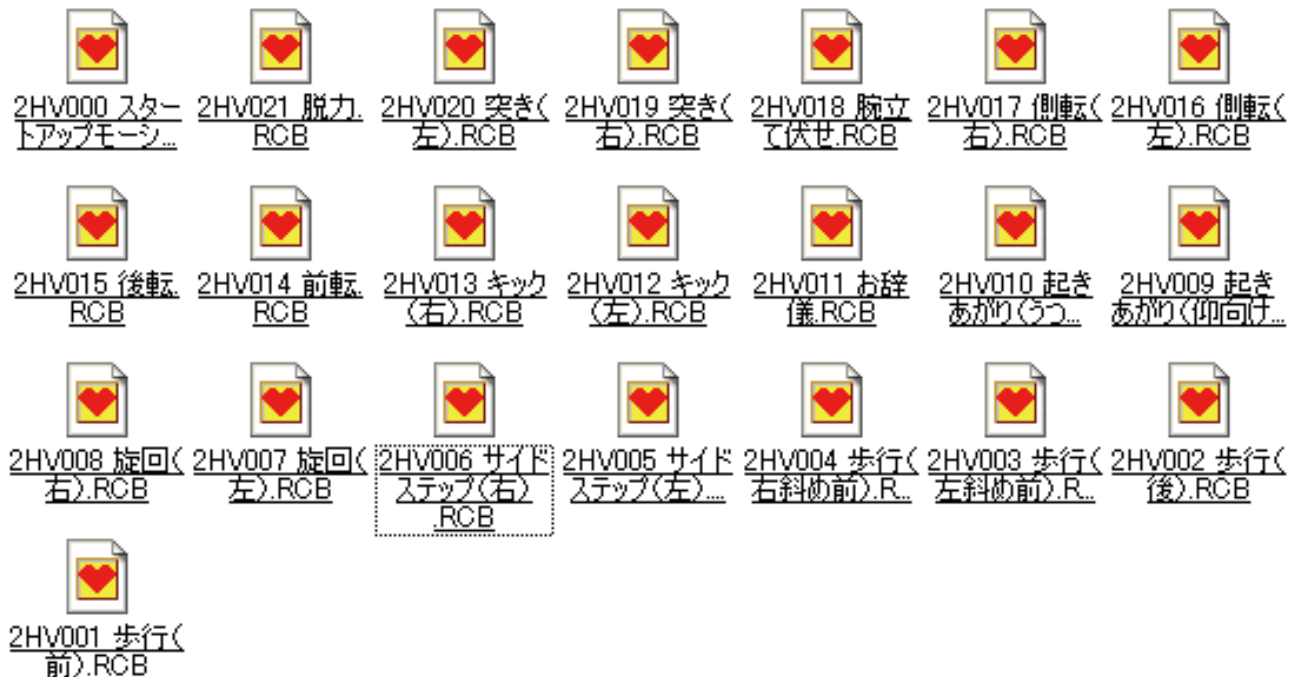 2HV000 スター
トアップモーシ...
2HV021 脱力.
RCB
2HV020 突き(
左).RCB
2HV019 突き(
右).RCB
2HV018 腕立
て伏せ.RCB
2HV017 側転(
右).RCB
2HV016 側転(
左).RCB
2HV015 後転.
RCB
2HV014 前転.
RCB
2HV013 キック
(右).RCB
2HV012 キック
(左).RCB
2HV011 お辞
儀.RCB
2HV010 起き
あがり(うつ...
2HV009 起き
あがり(仰向け...
2HV008 旋回(
右).RCB
2HV007 旋回(
左).RCB
2HV006 サイド
ステップ(右)
.RCB
2HV005 サイド
ステップ(左)....
2HV004 歩行(
右斜め前).R...
2HV003 歩行(
左斜め前).R...
2HV002 歩行(
後).RCB
2HV001 歩行(
前).RCB